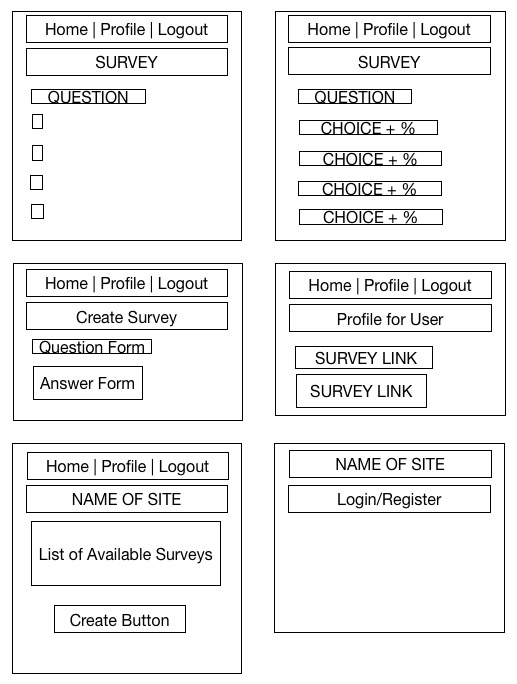 Home | Profile | Logout
SURVEY
QUESTION
Home | Profile | Logout
SURVEY
QUESTION
CHOICE + %
CHOICE + %
CHOICE + %
CHOICE + %
Home | Profile | Logout
Create Survey
Question Form
Answer Form
Home | Profile | Logout
Profile for User
SURVEY LINK
SURVEY LINK
Home | Profile | Logout
NAME OF SITE
List of Available Surveys
Create Button
NAME OF SITE
Login/Register